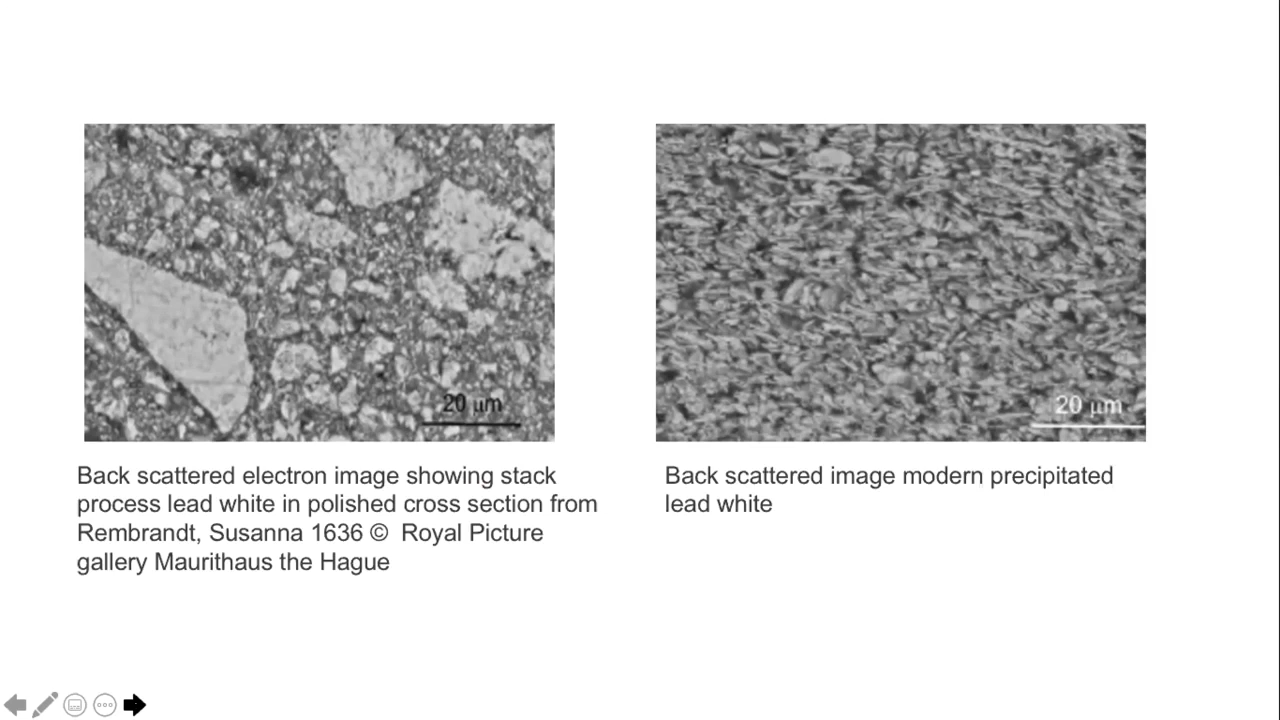 20 μm
20 μm
Back scattered electron image showing stack
process lead white in polished cross section from
Rembrandt, Susanna 1636 © Royal Picture
gallery Maurithaus the Hague
Back scattered image modern precipitated
lead white